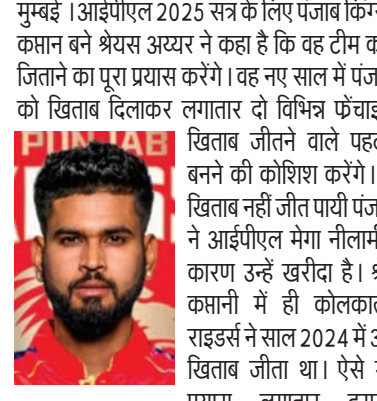 मुम्बई । आईपीएल 2025 सत्र के लिए पंजाब किंग्स
कप्तान बने श्रेयस अय्यर ने कहा है कि वह टीम क
जिताने का पूरा प्रयास करेंगे । वह नए साल में पंज
को खिताब दिलाकर लगातार दो विभिन्न फ्रेंचाइ
PUNJAB
खिताब जीतने वाले पहल
बनने की कोशिश करेंगे ।
खिताब नहीं जीत पायी पंज
ने आईपीएल मेगा नीलामी
कारण उन्हें खरीदा है । श्र
कप्तानी में ही कोलकात
राइडर्स ने साल 2024 में अ
खिताब जीता था । ऐसे